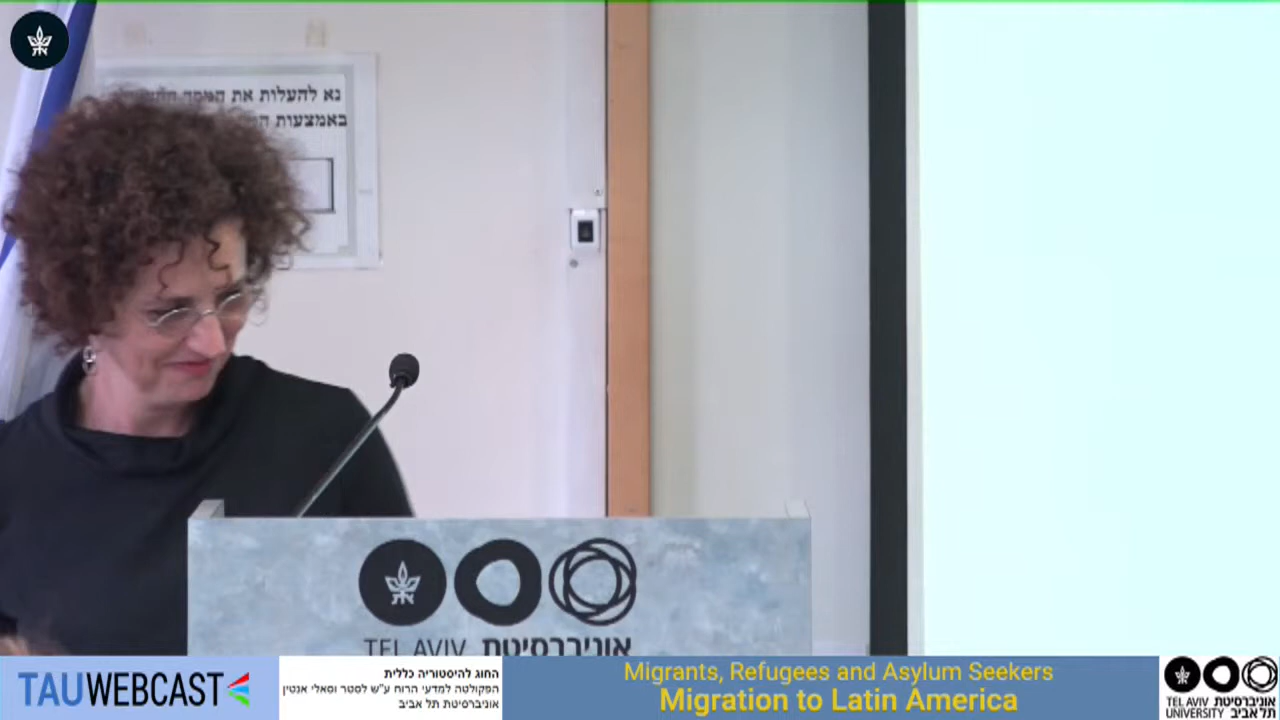 נא להעלות את המסך
באמצעות
TEL AVIV אוניברסיטת
TAUWEBCAST
החוג להיסטוריה כללית
הפקולטה למדעי הרוח ע"ש לסטר וסאלי אנטין
אוניברסיטת תל אביב
Migrants, Refugees and Asylum Seekers
Migration to Latin America
TEL AVIV אוניברסיטת
UNIVERSITY תל אביב